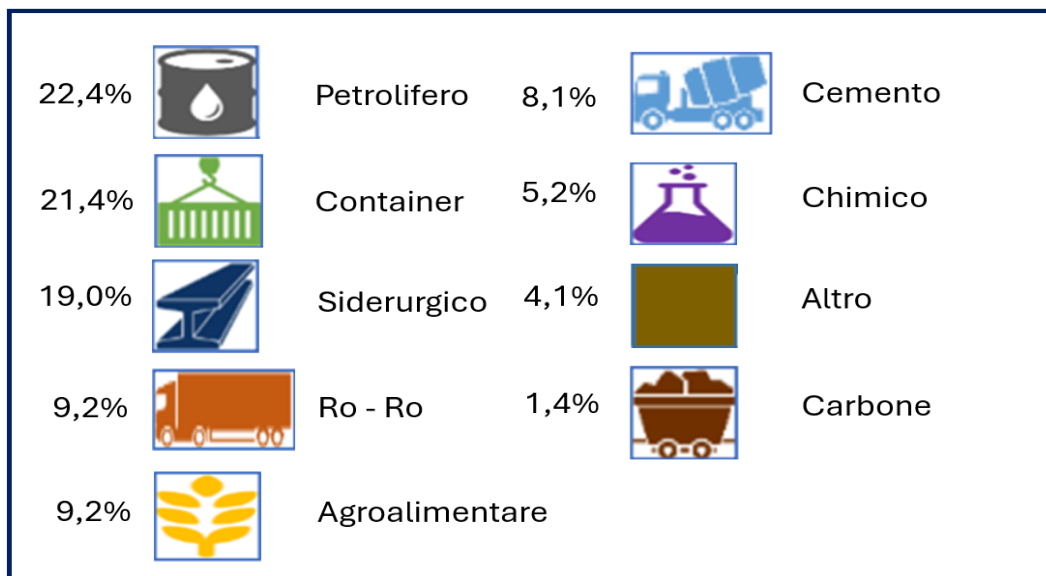 22,4% Petrolifero
21,4% Container
19,0% Siderurgico
9,2% Ro - Ro
9,2% Agroalimentare
8,1% Cemento
5,2% Chimico
4,1% Altro
1,4% Carbone